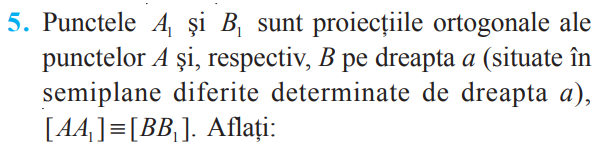 5. Punctele A₁ şi B₁ sunt proiecţiile ortogonale ale
punctelor A şi, respectiv, B pe dreapta a (situate în
semiplane diferite determinate de dreapta a),
[AA₁]≡[BB₁]. Aflaţi: